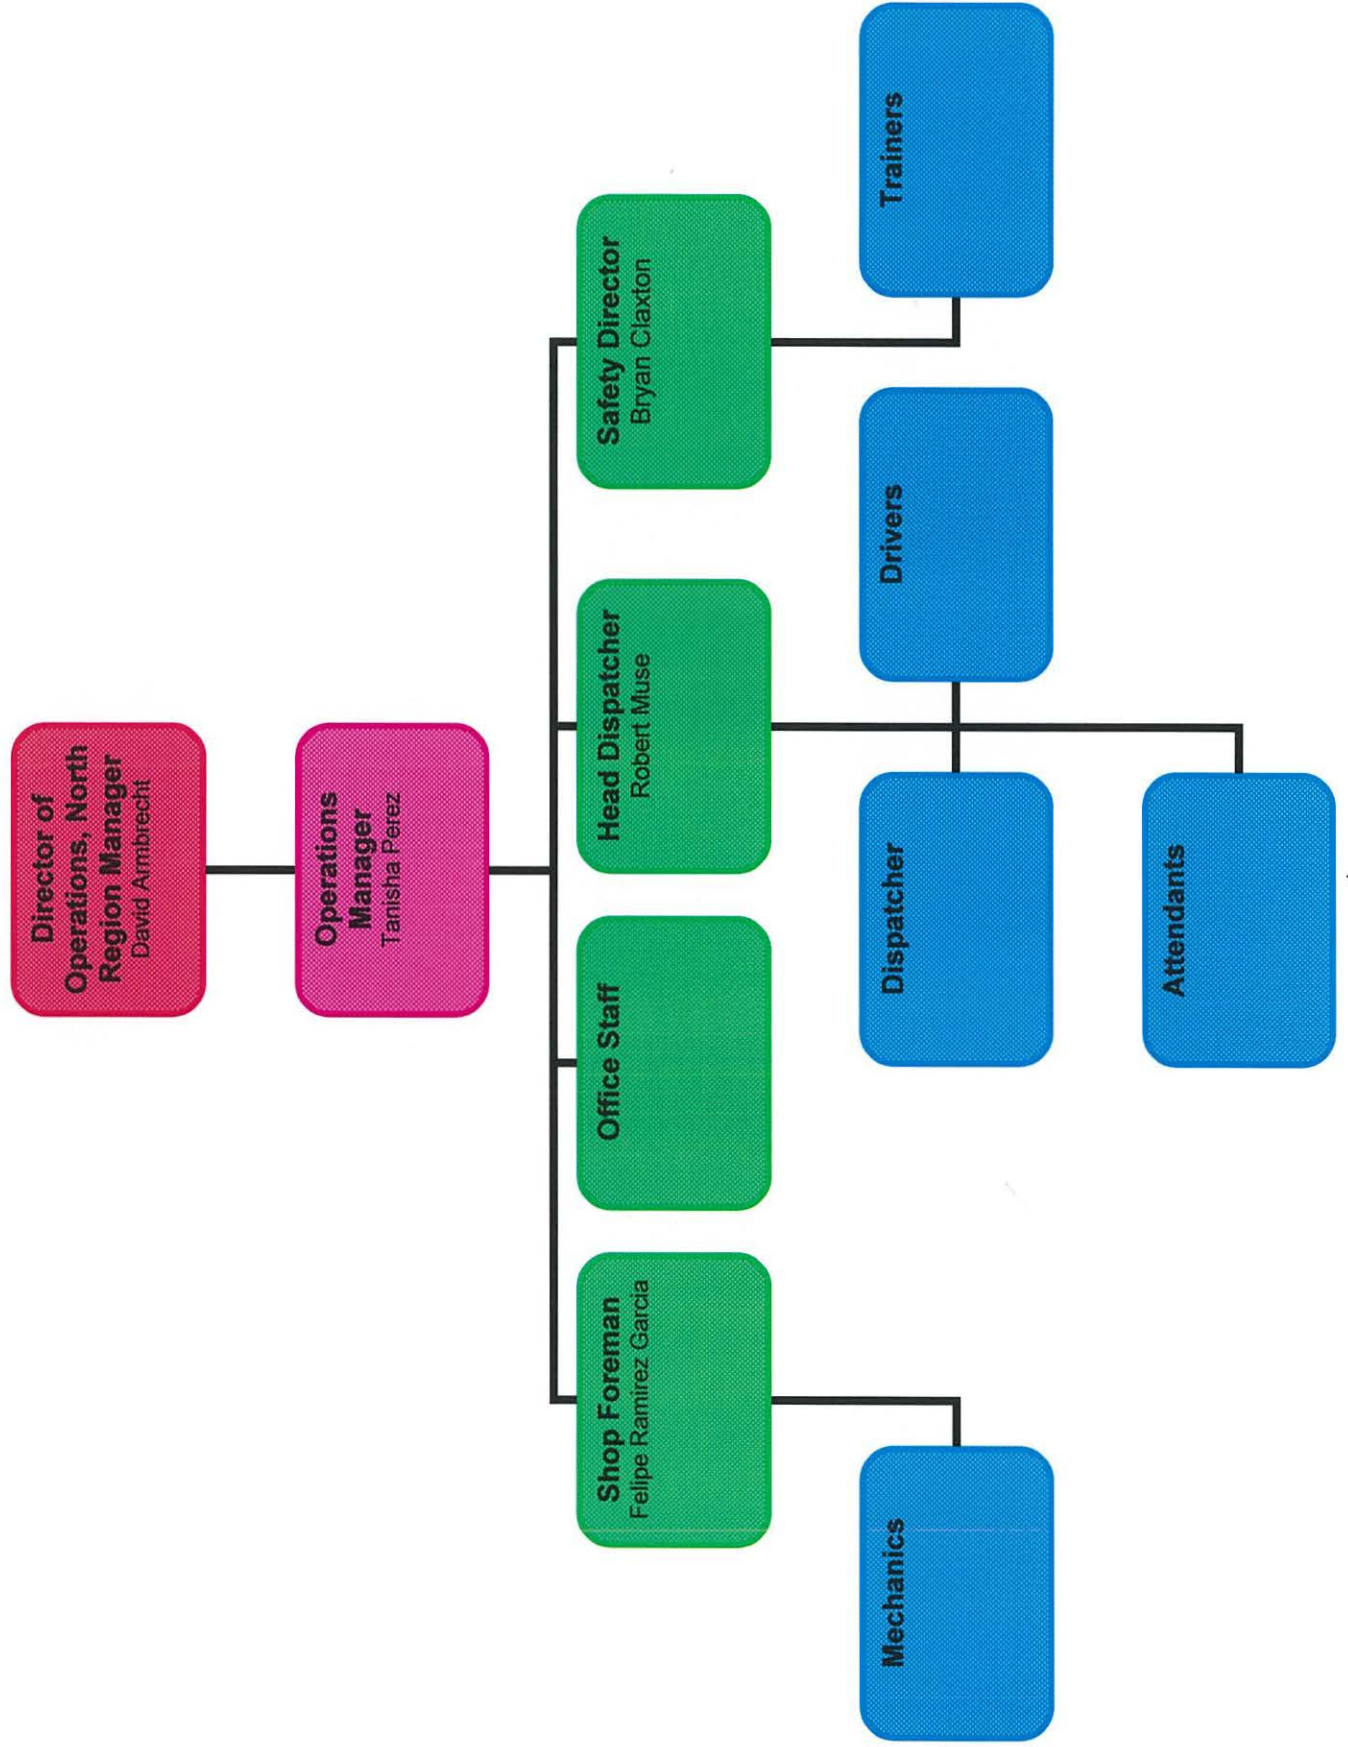 Director of
Operations, North
Region Manager
David Armbrecht
Operations
Manager
Tanisha Perez
Shop Foreman
Felipe Ramirez Garcia
Office Staff
Head Dispatcher
Robert Muse
Safety Director
Bryan Claxton
Mechanics
Dispatcher
Drivers
Trainers
Attendants